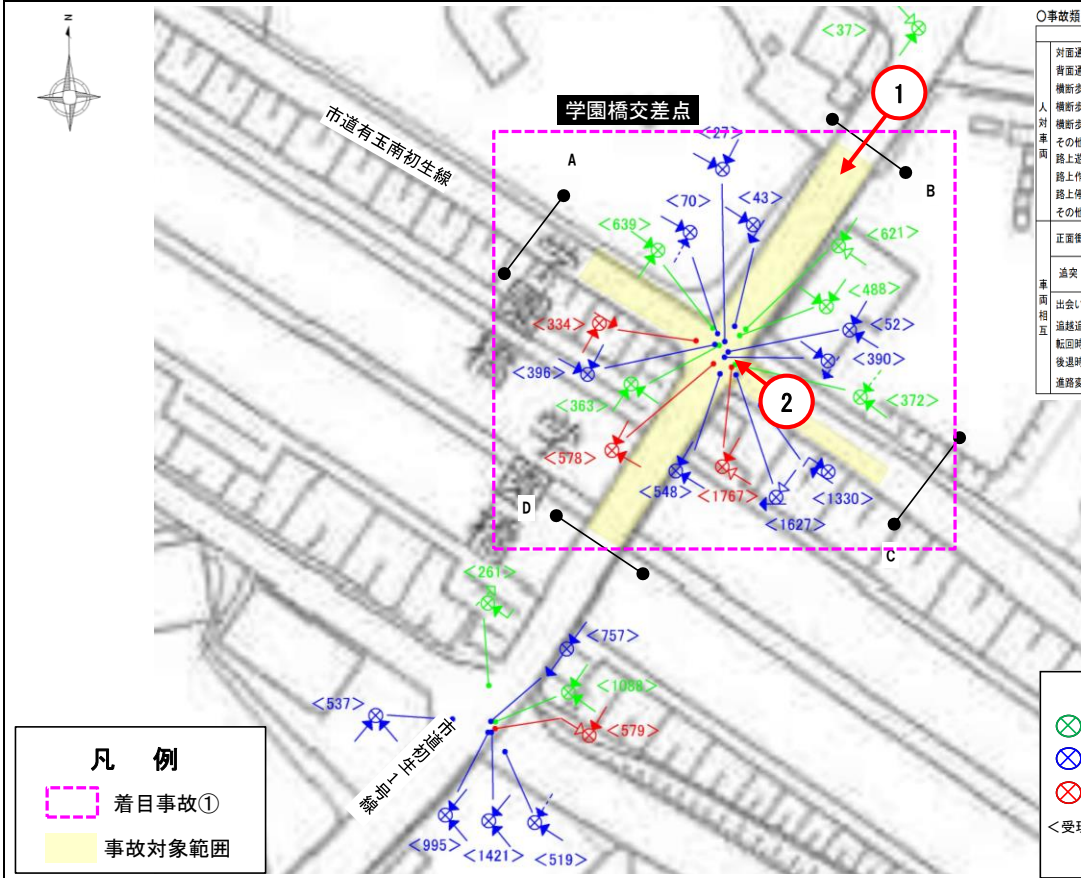 N
市道有玉南初生線
学園橋交差点
A
B
C
D
1
2
<37>
<27>
<70>
<43>
<639>
<621>
<488>
<334>
<52>
<396>
<390>
<363>
<372>
<578>
<548>
<1767>
<1330>
<1627>
<261>
<757>
<1088>
<537>
<579>
市道初生1号線
<995>
<1421>
<519>
凡 例
着目事故①
事故対象範囲
〇事故類
人対車両
対面通
背面通
横断歩
横断歩
横断歩
その他
路上遊
路上作
路上停
その他
車両相互
正面衝
追突
出会い
追越追
転回時
後退時
進路変
<受理